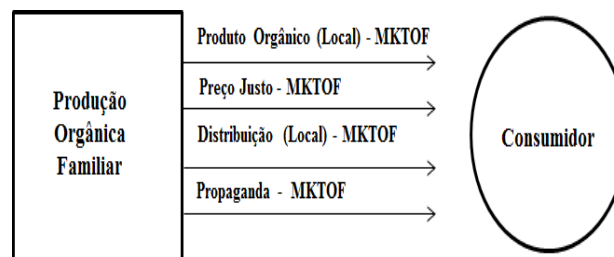 Produção
Orgânica
Familiar
Produto Orgânico (Local) - MKTOF
Preço Justo - MKTOF
Distribuição (Local) - MKTOF
Propaganda - MKTOF
Consumidor